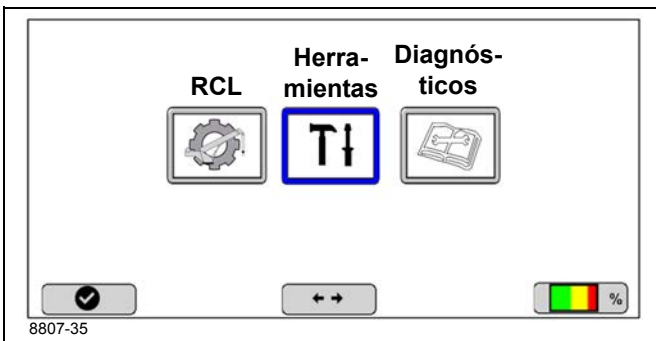 RCL
Herra-
mientas
Diagnós-
ticos
%
8807-35